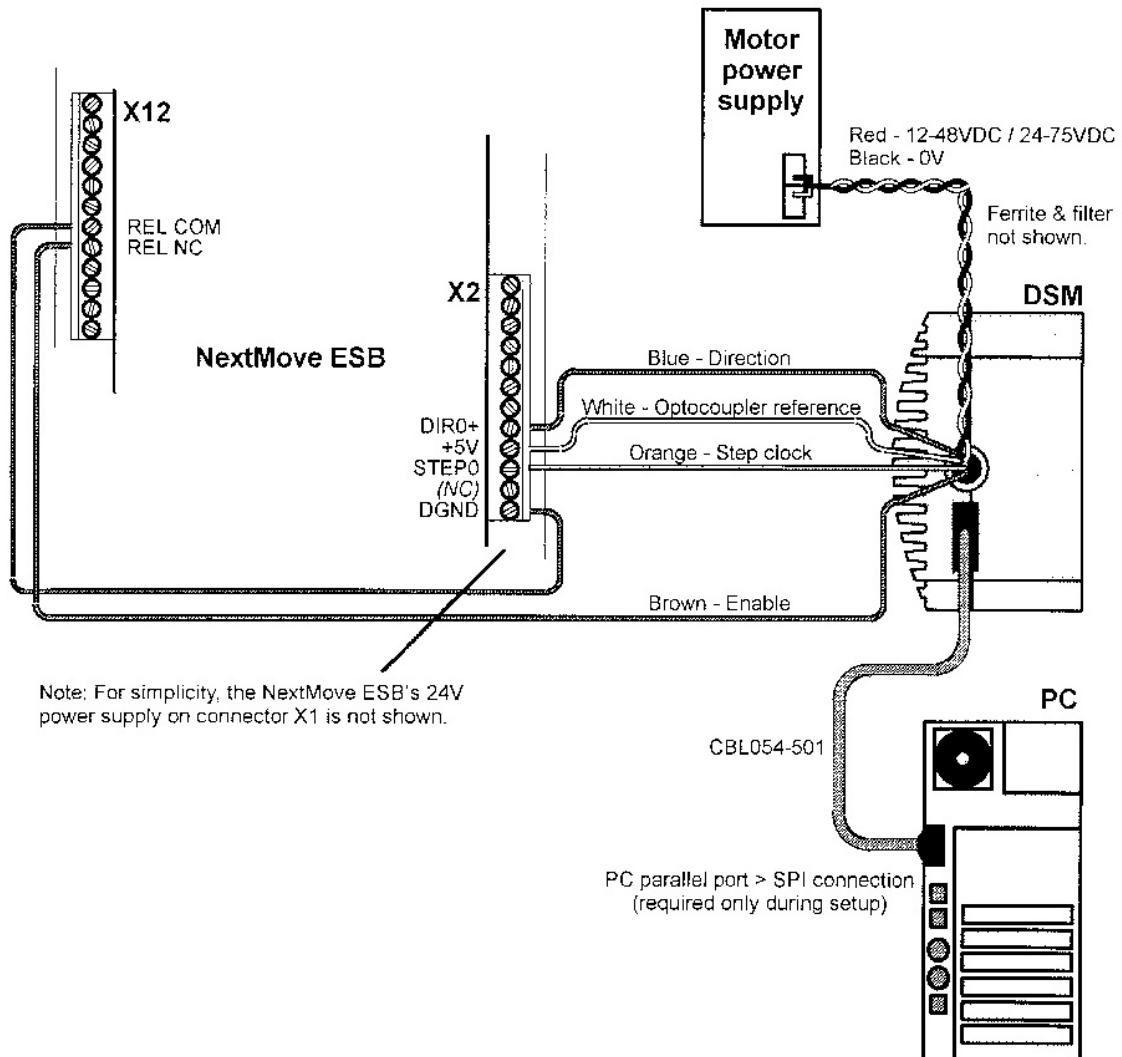 Motor
power
supply
X12
Red - 12-48VDC / 24-75VDC
Black - 0V
REL COM
REL NC
Ferrite & filter
not shown.
X2
DSM
NextMove ESB
Blue - Direction
White - Optocoupler reference
DIR0+
+5V
Orange - Step clock
STEP0
(NC)
DGND
Brown - Enable
Note: For simplicity, the NextMove ESB's 24V
power supply on connector X1 is not shown.
PC
CBL054-501
PC parallel port > SPI connection
(required only during setup)